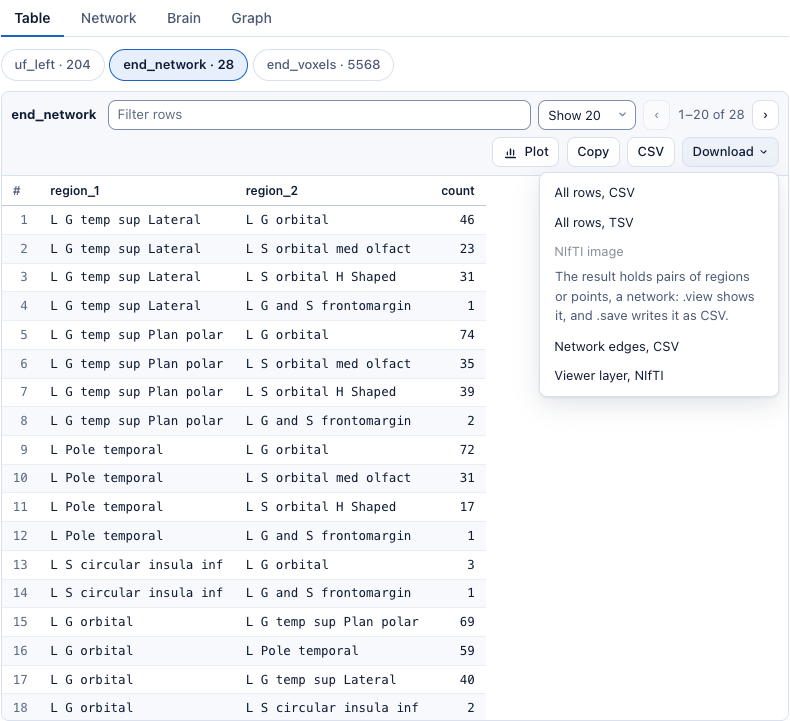 Table Network Brain Graph
uf_left · 204 end_network · 28 end_voxels · 5568
end_network Filter rows Show 20 ‹ 1–20 of 28 ›
Plot Copy CSV Download
All rows, CSV
All rows, TSV
NIfTI image
The result holds pairs of regions
or points, a network: .view shows
it, and .save writes it as CSV.
Network edges, CSV
Viewer layer, NIfTI
# region_1 region_2 count
1 L G temp sup Lateral L G orbital 46
2 L G temp sup Lateral L S orbital med olfact 23
3 L G temp sup Lateral L S orbital H Shaped 31
4 L G temp sup Lateral L G and S frontomargin 1
5 L G temp sup Plan polar L G orbital 74
6 L G temp sup Plan polar L S orbital med olfact 35
7 L G temp sup Plan polar L S orbital H Shaped 39
8 L G temp sup Plan polar L G and S frontomargin 2
9 L Pole temporal L G orbital 72
10 L Pole temporal L S orbital med olfact 31
11 L Pole temporal L S orbital H Shaped 17
12 L Pole temporal L G and S frontomargin 1
13 L S circular insula inf L G orbital 3
14 L S circular insula inf L G and S frontomargin 1
15 L G orbital L G temp sup Plan polar 69
16 L G orbital L Pole temporal 59
17 L G orbital L G temp sup Lateral 40
18 L G orbital L S circular insula inf 2